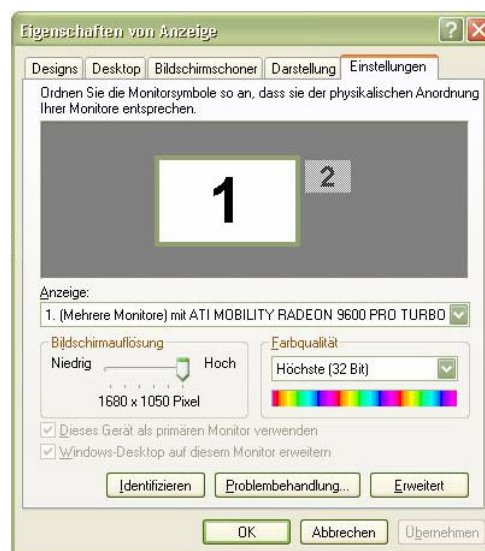 Eigenschaften von Anzeige
Designs Desktop Bildschirmschoner Darstellung Einstellungen
Ordnen Sie die Monitorsymbole so an, dass sie der physikalischen Anordnung
Ihrer Monitore entsprechen.
1 2
Anzeige:
1. (Mehrere Monitore) mit ATI MOBILITY RADEON 9600 PRO TURBO
Bildschirmauflösung
Niedrig Hoch
1680 x 1050 Pixel
Farbqualität
Höchste (32 Bit)
Dieses Gerät als primären Monitor verwenden
Windows-Desktop auf diesem Monitor erweitern
Identifizieren Problembehandlung... Erweitert
OK Abbrechen Übernehmen